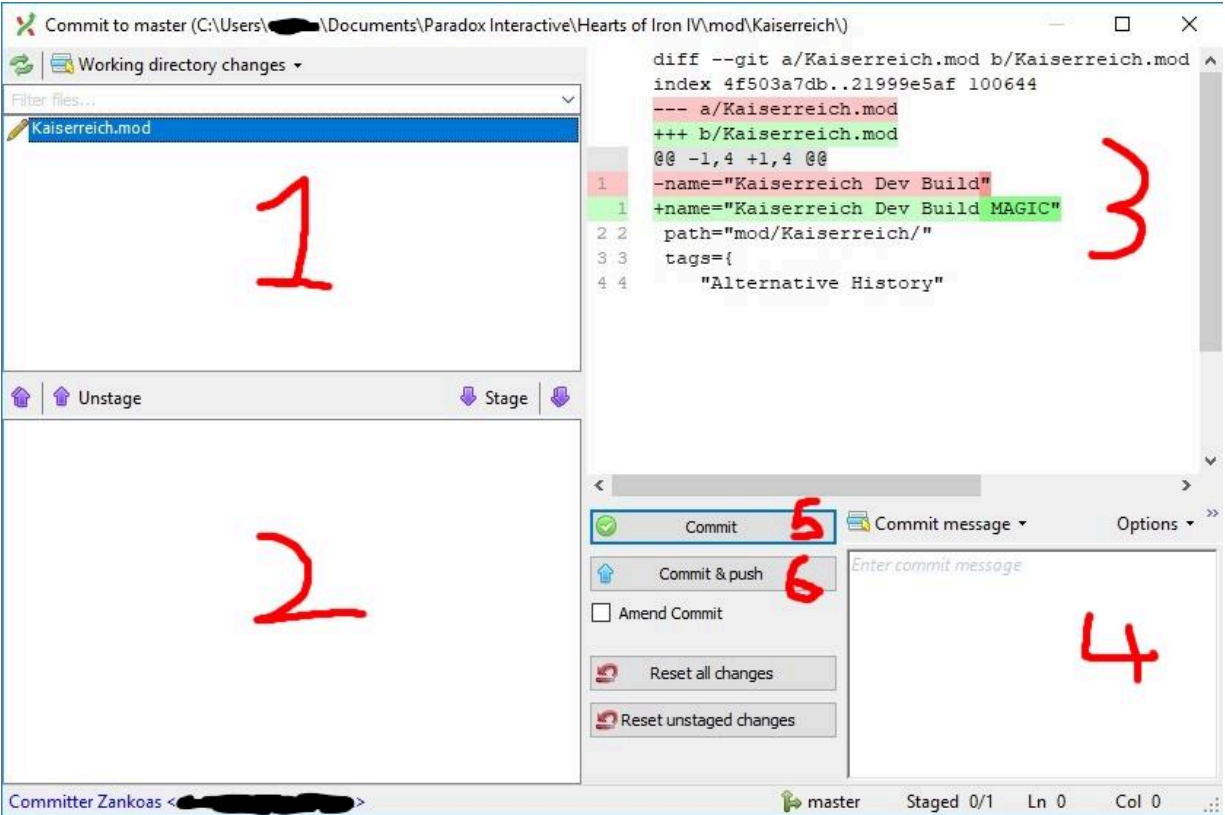 Commit to master (C:\Users\ \Documents\Paradox Interactive\Hearts of Iron IV\mod\Kaiserreich\)
Working directory changes
Filter files...
Kaiserreich.mod
1
Unstage
Stage
2
diff --git a/Kaiserreich.mod b/Kaiserreich.mod
index 4f503a7db..21999e5af 100644
--- a/Kaiserreich.mod
+++ b/Kaiserreich.mod
@@ -1,4 +1,4 @@
1 -name="Kaiserreich Dev Build"
1 +name="Kaiserreich Dev Build MAGIC"
2 2 path="mod/Kaiserreich/"
3 3 tags={
4 4 "Alternative History"
3
Commit 5
Commit & push 6
Amend Commit
Reset all changes
Reset unstaged changes
Commit message
Options
Enter commit message
4
Committer Zankoas < >
master
Staged 0/1
Ln 0
Col 0